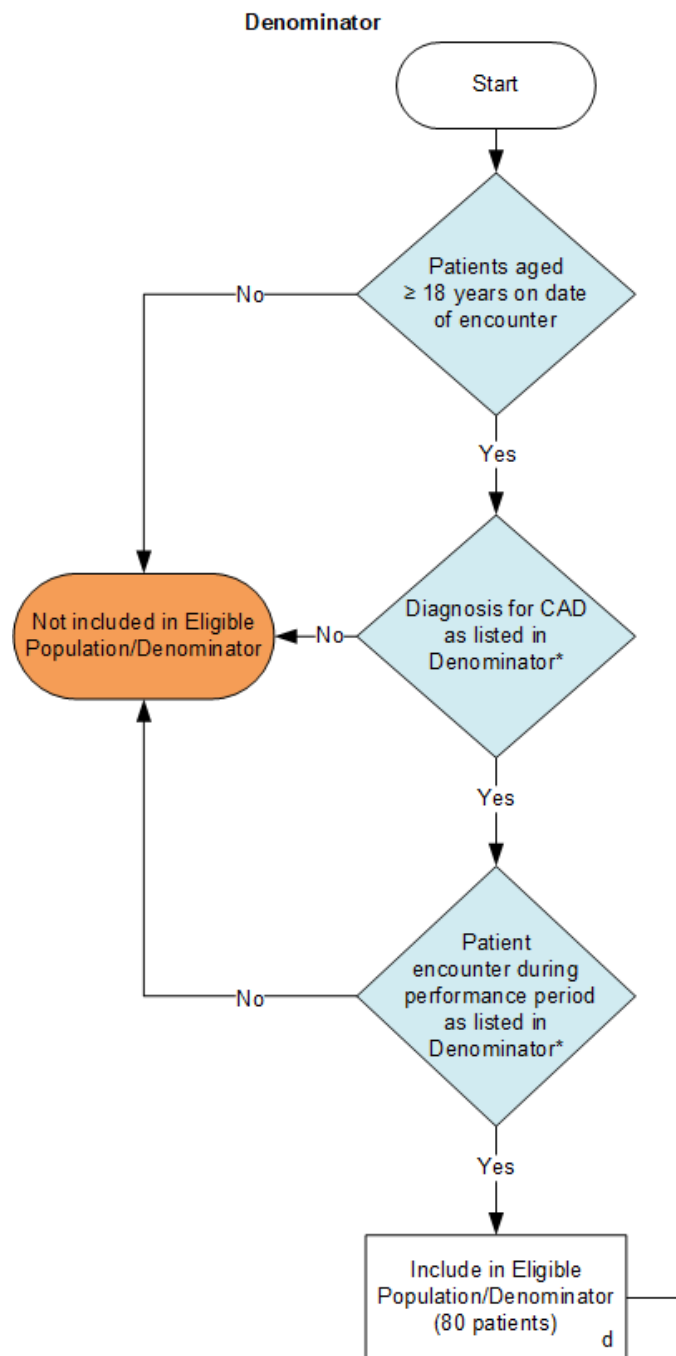 Denominator
Start
Patients aged
≥ 18 years on date
of encounter
No
Yes
Not included in Eligible
Population/Denominator
No
Diagnosis for CAD
as listed in
Denominator*
Yes
Patient
encounter during
performance period
as listed in
Denominator*
No
Yes
Include in Eligible
Population/Denominator
(80 patients)
d